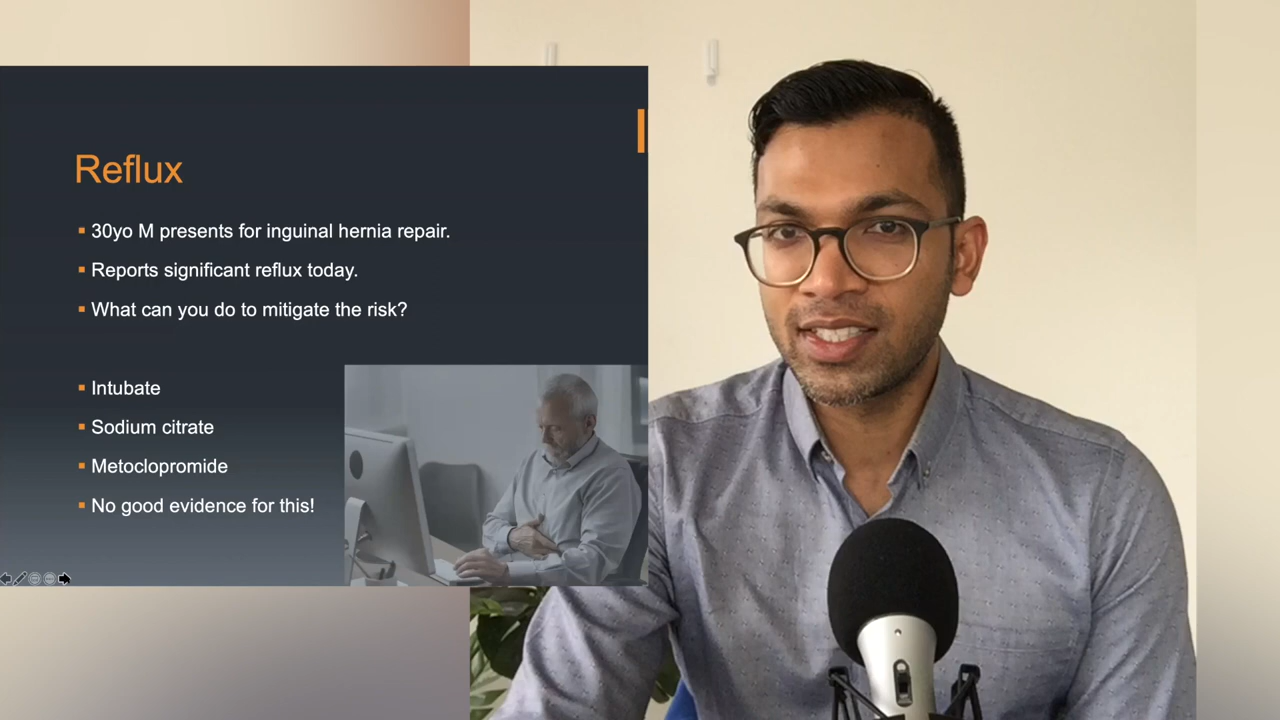 Reflux
30yo M presents for inguinal hernia repair.
Reports significant reflux today.
What can you do to mitigate the risk?
Intubate
Sodium citrate
Metoclopromide
No good evidence for this!